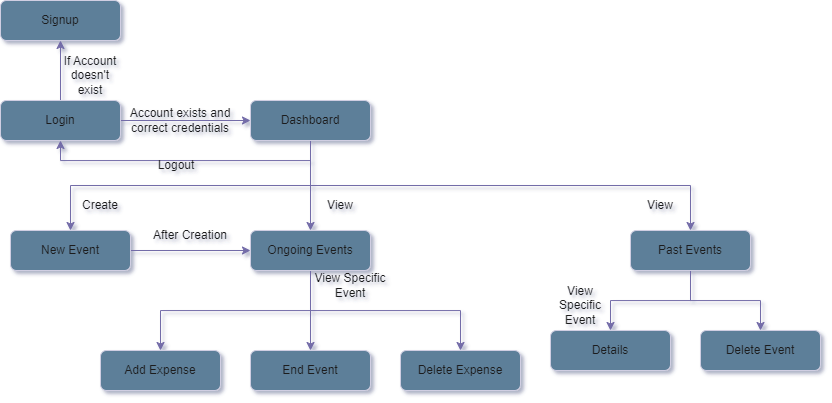 Signup
If Account
doesn't
exist
Login
Account exists and
correct credentials
Dashboard
Logout
Create
View
View
New Event
After Creation
Ongoing Events
Past Events
View Specific
Event
View
Specific
Event
Add Expense
End Event
Delete Expense
Details
Delete Event